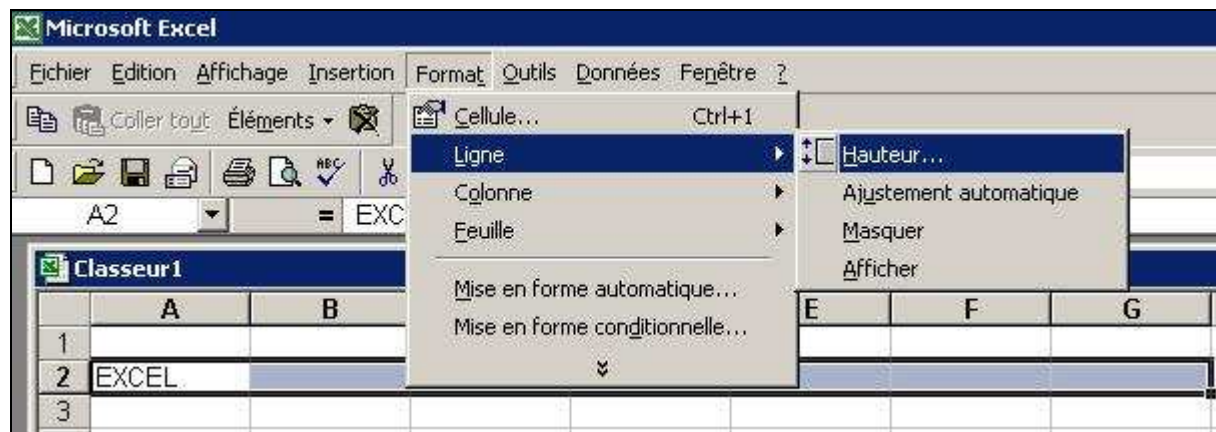 Microsoft Excel
Fichier Edition Affichage Insertion Format Outils Données Fenêtre ?
Coller tout Éléments
Cellule... Ctrl+1
Ligne
Hauteur...
ABC
Colonne
Ajustement automatique
A2 = EXC
Feuille
Masquer
Afficher
Classeur1
Mise en forme automatique...
Mise en forme conditionnelle...
A B E F G
1
2 EXCEL
3